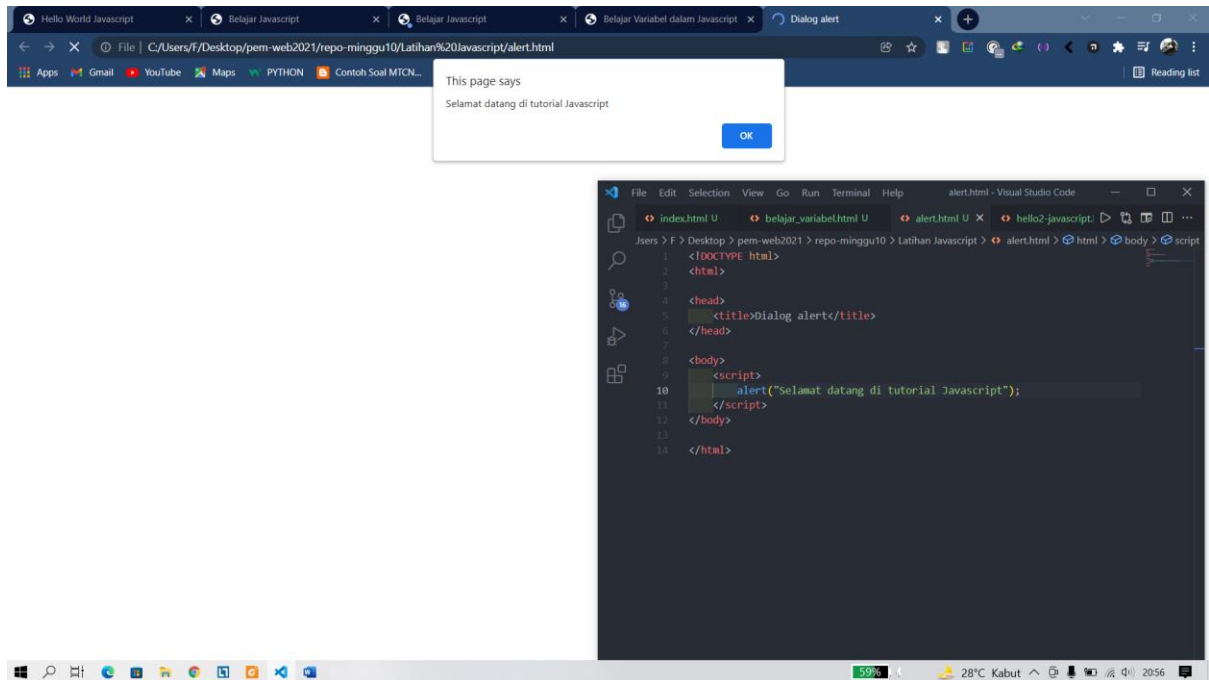 Hello World Javascript
Belajar Javascript
Belajar Javascript
Belajar Variabel dalam Javascript
Dialog alert
File | C:/Users/F/Desktop/pem-web2021/repo-minggu10/Latihan%20Javascript/alert.html
Apps Gmail YouTube Maps PYTHON Contoh Soal MTCN... Reading list
This page says
Selamat datang di tutorial Javascript
OK
File Edit Selection View Go Run Terminal Help alert.html - Visual Studio Code
index.html U belajar_variabel.html U alert.html U hello2-javascript.
Jsers > F > Desktop > pem-web2021 > repo-minggu10 > Latihan Javascript > alert.html > html > body > script
1 <!DOCTYPE html>
2 <html>
3
4 <head>
5 <title>Dialog alert</title>
6 </head>
7
8 <body>
9 <script>
10 alert("Selamat datang di tutorial Javascript");
11 </script>
12 </body>
13
14 </html>
16
59% 28°C Kabut 20:56